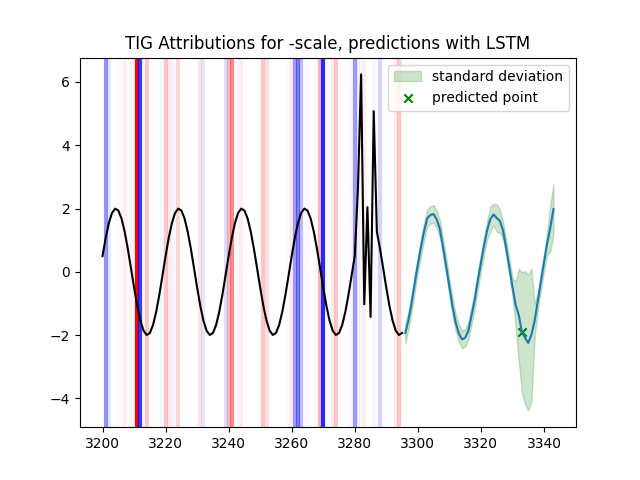 TIG Attributions for -scale, predictions with LSTM
standard deviation
predicted point
6
4
2
0
−2
−4
3200 3220 3240 3260 3280 3300 3320 3340